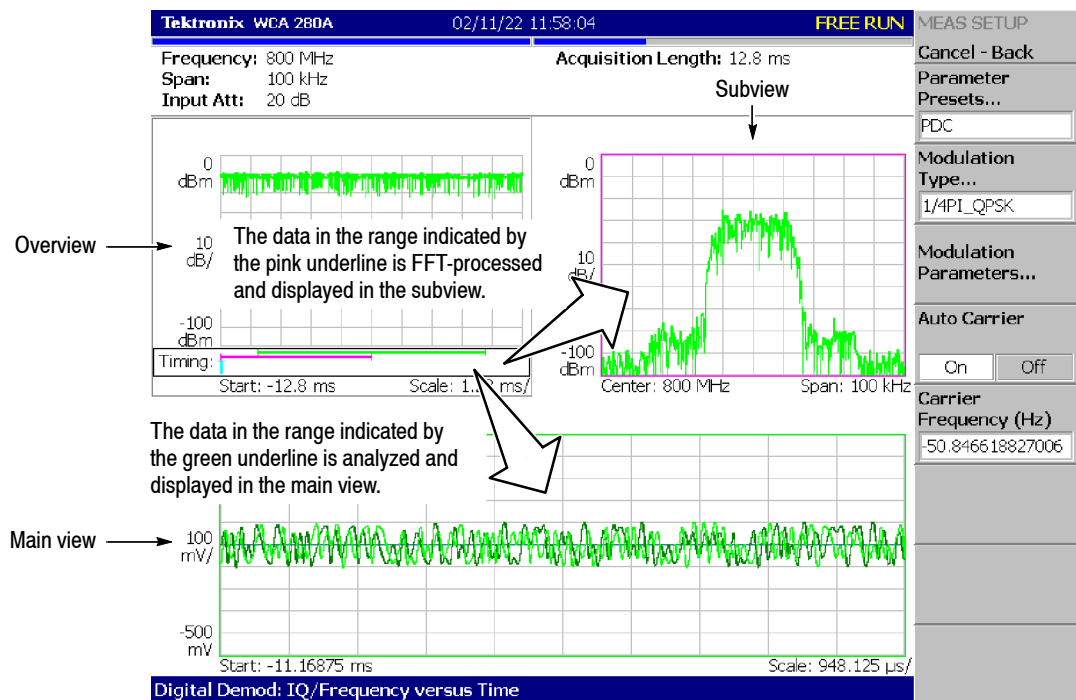 Tektronix WCA 280A 02/11/22 11:58:04 FREE RUN
Frequency: 800 MHz
Span: 100 kHz
Input Att: 20 dB
Acquisition Length: 12.8 ms
Subview
Overview
0
dBm
10
dB/
-100
dBm
The data in the range indicated by
the pink underline is FFT-processed
and displayed in the subview.
Timing:
Start: -12.8 ms
0
dBm
10
dB/
-100
dBm
Center: 800 MHz Span: 100 kHz
The data in the range indicated by
the green underline is analyzed and
displayed in the main view.
Main view
100
mV/
-500
mV
Start: -11.16875 ms Scale: 948.125 µs/
Digital Demod: IQ/Frequency versus Time
MEAS SETUP
Cancel - Back
Parameter
Presets...
PDC
Modulation
Type...
1/4PI_QPSK
Modulation
Parameters...
Auto Carrier
On Off
Carrier
Frequency (Hz)
-50.846618827006